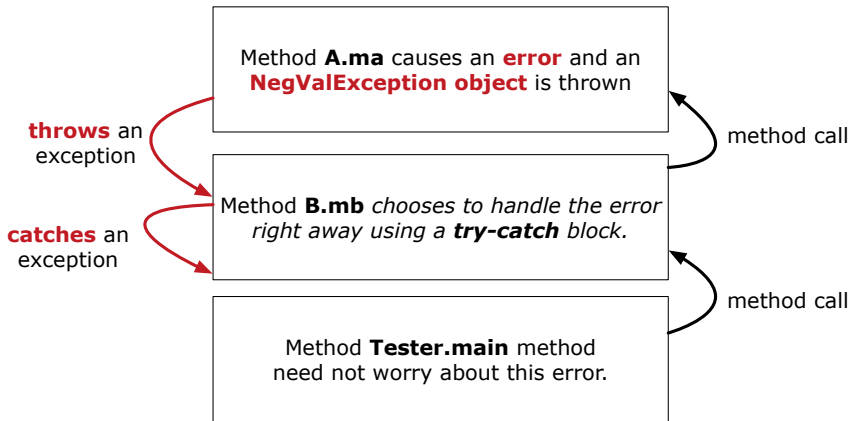 Method A.ma causes an error and an
NegValException object is thrown
throws an
exception
method call
Method B.mb chooses to handle the error
right away using a try-catch block.
catches an
exception
method call
Method Tester.main method
need not worry about this error.